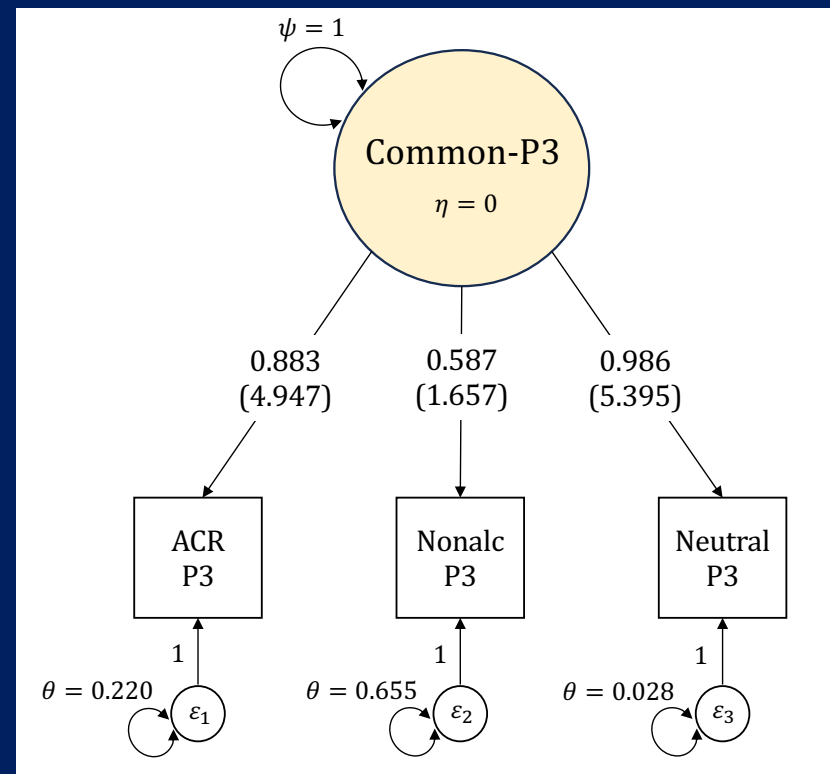 ψ = 1
Common-P3
η = 0
0.883
(4.947)
0.587
(1.657)
0.986
(5.395)
ACR
P3
Nonalc
P3
Neutral
P3
1
1
1
θ = 0.220
ε₁
θ = 0.655
ε₂
θ = 0.028
ε₃